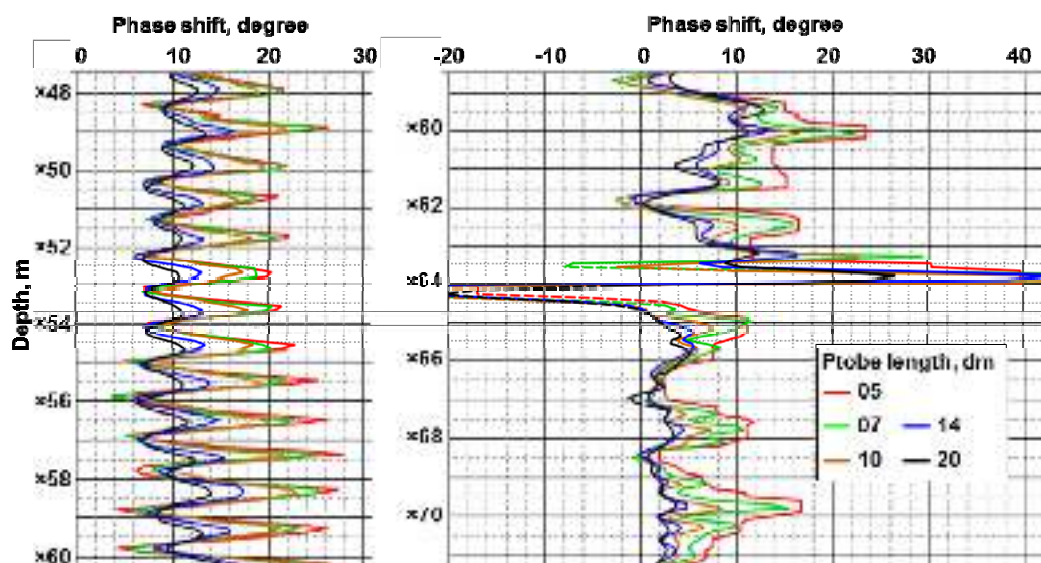 Phase shift, degree
0 10 20 30
Depth, m
×48
×50
×52
×54
×56
×58
×60
Phase shift, degree
-20 -10 0 10 20 30 40
×60
×62
×64
×66
×68
×70
Ptobe length, dm
05
07 14
10 20